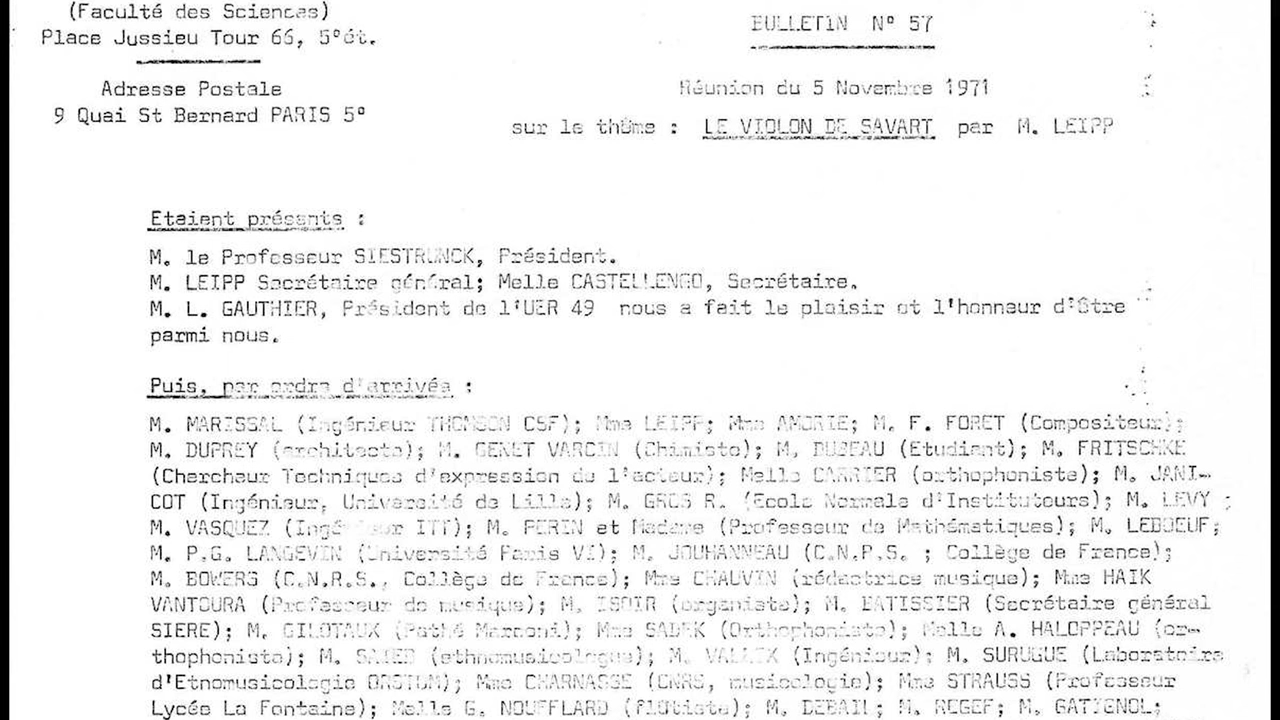 (Faculté des Sciences)
Place Jussieu Tour 66, 5°ét.
Adresse Postale
9 Quai St Bernard PARIS 5°
BULLETIN N° 57
Réunion du 5 Novembre 1971
sur le thème : LE VIOLON DE SAVART par M. LEIPP
Etaient présents :
M. le Professeur SIESTRUNCK, Président.
M. LEIPP Secrétaire général; Melle CASTELLENGO, Secrétaire.
M. L. GAUTHIER, Président de l'UER 49 nous a fait le plaisir et l'honneur d'être
parmi nous.
Puis, par ordre d'arrivée :
M. MARISSAL (Ingénieur THOMSON CSF); Mme LEIPP; Mme AMORIE; M. F. FORET (Compositeur);
M. DUPREY (architecte); M. GENET VARCIN (Chimiste); M. DUBEAU (Etudiant); M. FRITSCHKE
(Chercheur Techniques d'expression de l'acteur); Melle CARRIER (orthophoniste); M. JANI-
COT (Ingénieur, Université de Lille); M. GROS R. (Ecole Normale d'Instituteurs); M. LEVY ;
M. VASQUEZ (Ingénieur ITT); M. PERIN et Madame (Professeur de Mathématiques); M. LEBOEUF;
M. P.G. LANGEVIN (Université Paris VI); M. JOUHANNEAU (C.N.R.S. ; Collège de France);
M. BOWERS (C.N.R.S., Collège de France); Mme CHAUVIN (rédactrice musique); Mme HAIK
VANTOURA (Professeur de musique); M. ISOIR (organiste); M. BATISSIER (Secrétaire général
SIERE); M. GILOTAUX (Pathé Marconi); Mme SADEK (Orthophoniste); Melle A. HALOPPEAU (or-
thophoniste); M. (ethnomusicologue); M. (Ingénieur); M. SURUGUE (Laboratoire
d'Etnomusicologie ORSTOM); Mme CHARNASSE (CNRS, musicologie); Mme STRAUSS (Professeur
Lycée La Fontaine); Melle G. NOUFFLARD (flûtiste); M. DEBAIL; M. REGEF; M. GATIGNOL;